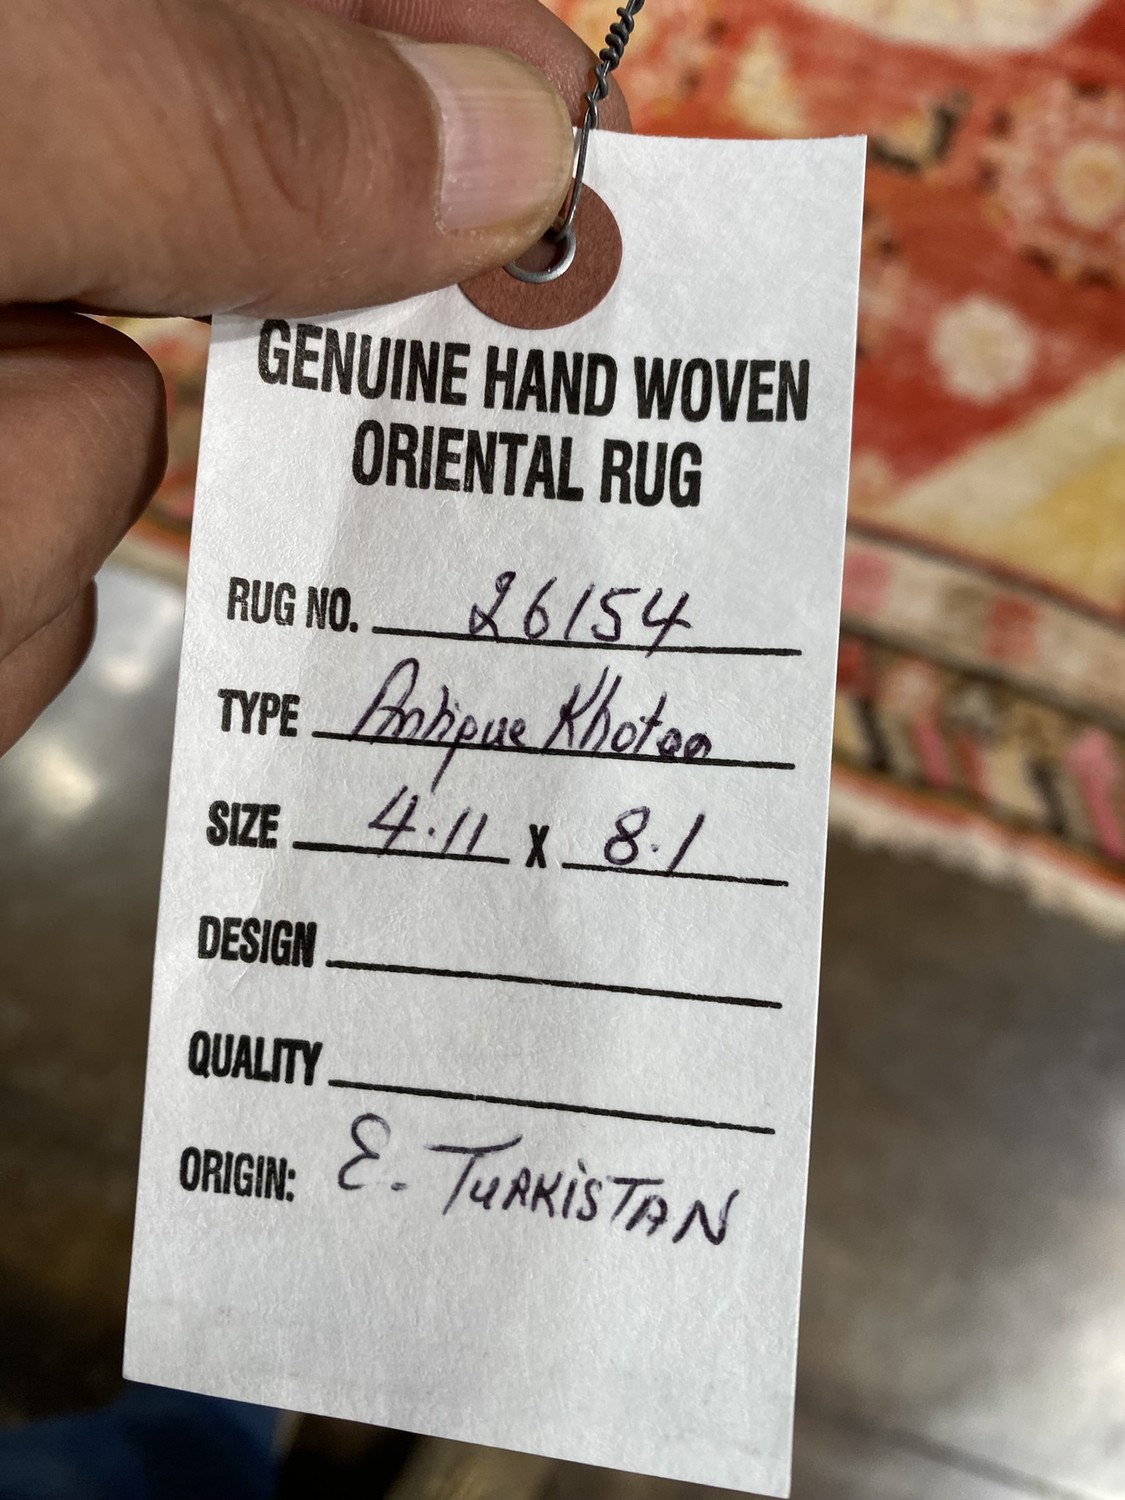 GENUINE HAND WOVEN
ORIENTAL RUG
RUG NO. 26154
TYPE Antique Khotan
SIZE 4.11 x 8.1
DESIGN
QUALITY
ORIGIN: E. TURKISTAN